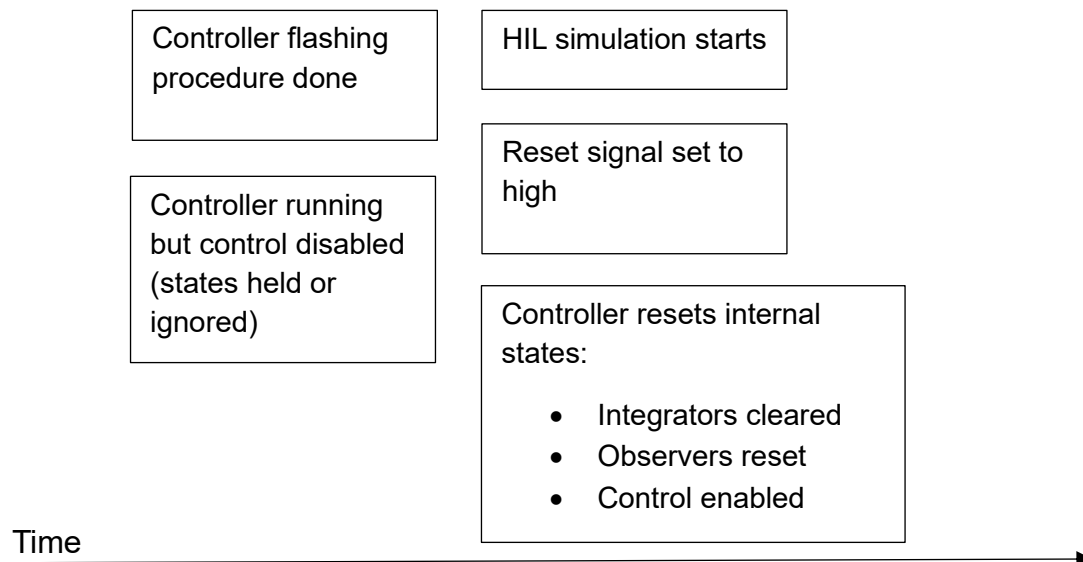 Controller flashing
procedure done
Controller running
but control disabled
(states held or
ignored)
HIL simulation starts
Reset signal set to
high
Controller resets internal
states:
• Integrators cleared
• Observers reset
• Control enabled
Time